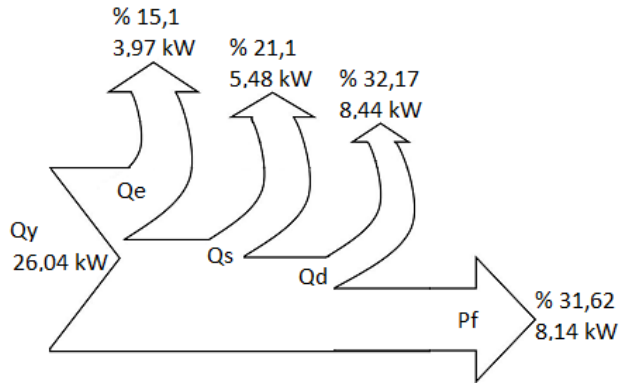 % 15,1
3,97 kW
% 21,1
5,48 kW
% 32,17
8,44 kW
Qe
Qy
26,04 kW
Qs
Qd
Pf
% 31,62
8,14 kW